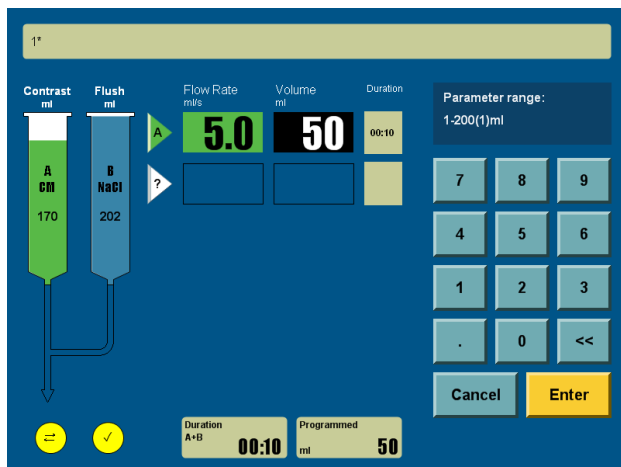 1*
Contrast
ml
Flush
ml
Flow Rate
ml/s
Volume
ml
Duration
A
5.0
50
00:10
?
A
CM
170
B
NaCl
202
Parameter range:
1-200(1)ml
7 8 9
4 5 6
1 2 3
. 0 <<
Cancel Enter
Duration
A+B
00:10
Programmed
ml
50